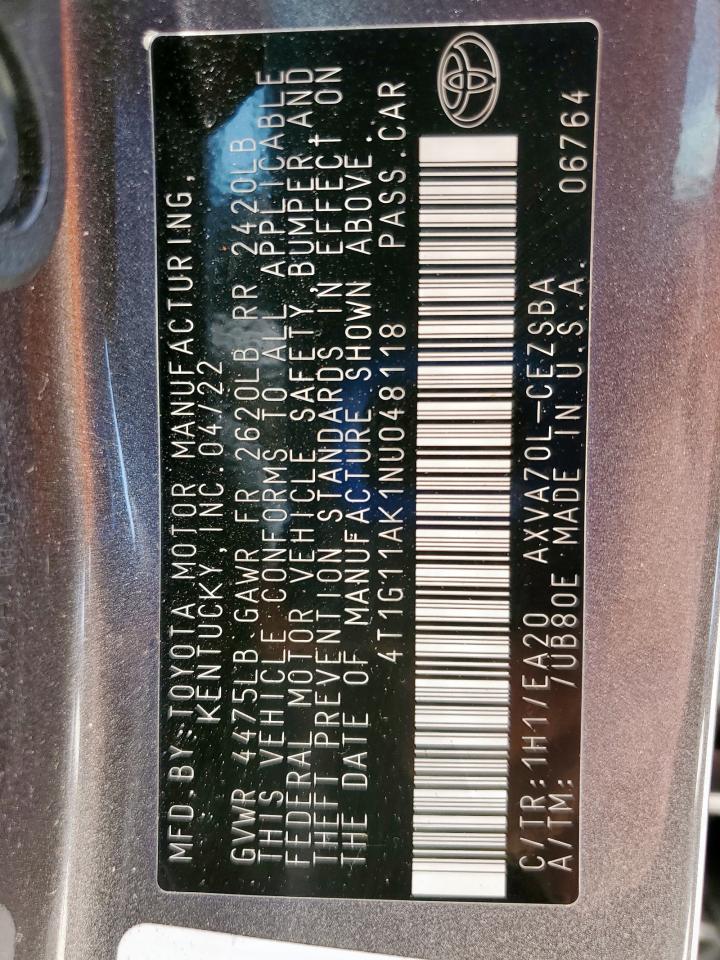 MFD.BY:TOYOTA MOTOR MANUFACTURING,
KENTUCKY,INC.04/22
GVWR 4475LB GAWR FR 2620LB RR 2420LB
THIS VEHICLE CONFORMS TO ALL APPLICABLE
FEDERAL MOTOR VEHICLE SAFETY,BUMPER,AND
THEFT PREVENTION STANDARDS IN EFFECT ON
THE DATE OF MANUFACTURE SHOWN ABOVE.
4T1G11AK1NU048118 PASS.CAR
C/TR:1H1/EA20 AXVA70L-CEZSBA 06764
A/TM: /UB80E MADE IN U.S.A.